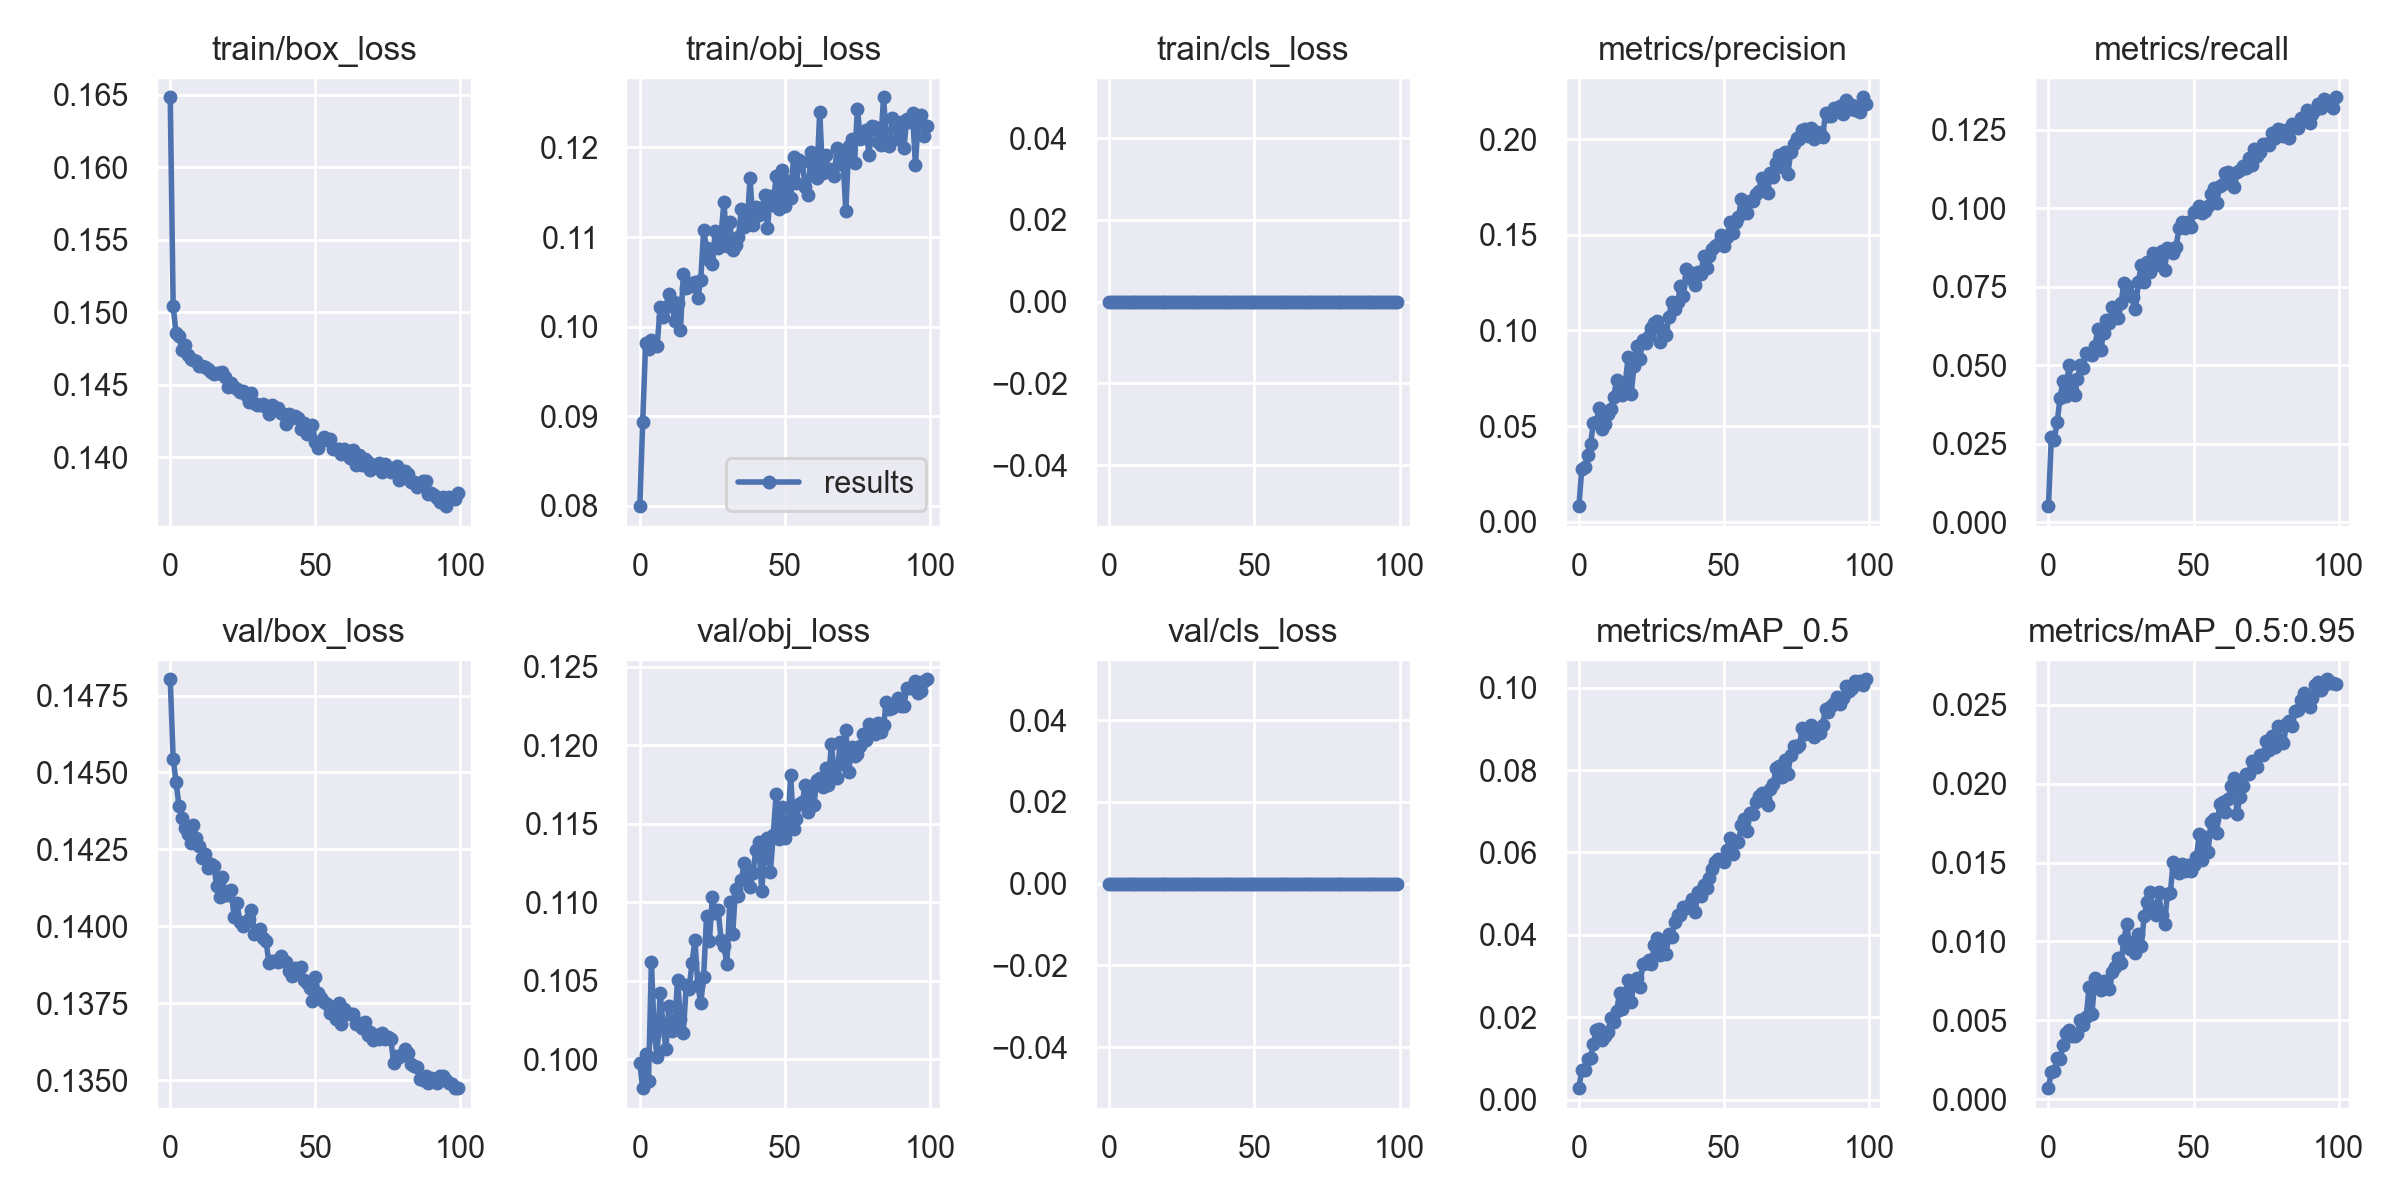 train/box_loss
0.165
0.160
0.155
0.150
0.145
0.140
0 50 100
train/obj_loss
0.12
0.11
0.10
0.09
0.08
results
0 50 100
train/cls_loss
0.04
0.02
0.00
−0.02
−0.04
0 50 100
metrics/precision
0.20
0.15
0.10
0.05
0.00
0 50 100
metrics/recall
0.125
0.100
0.075
0.050
0.025
0.000
0 50 100
val/box_loss
0.1475
0.1450
0.1425
0.1400
0.1375
0.1350
0 50 100
val/obj_loss
0.125
0.120
0.115
0.110
0.105
0.100
0 50 100
val/cls_loss
0.04
0.02
0.00
−0.02
−0.04
0 50 100
metrics/mAP_0.5
0.10
0.08
0.06
0.04
0.02
0.00
0 50 100
metrics/mAP_0.5:0.95
0.025
0.020
0.015
0.010
0.005
0.000
0 50 100